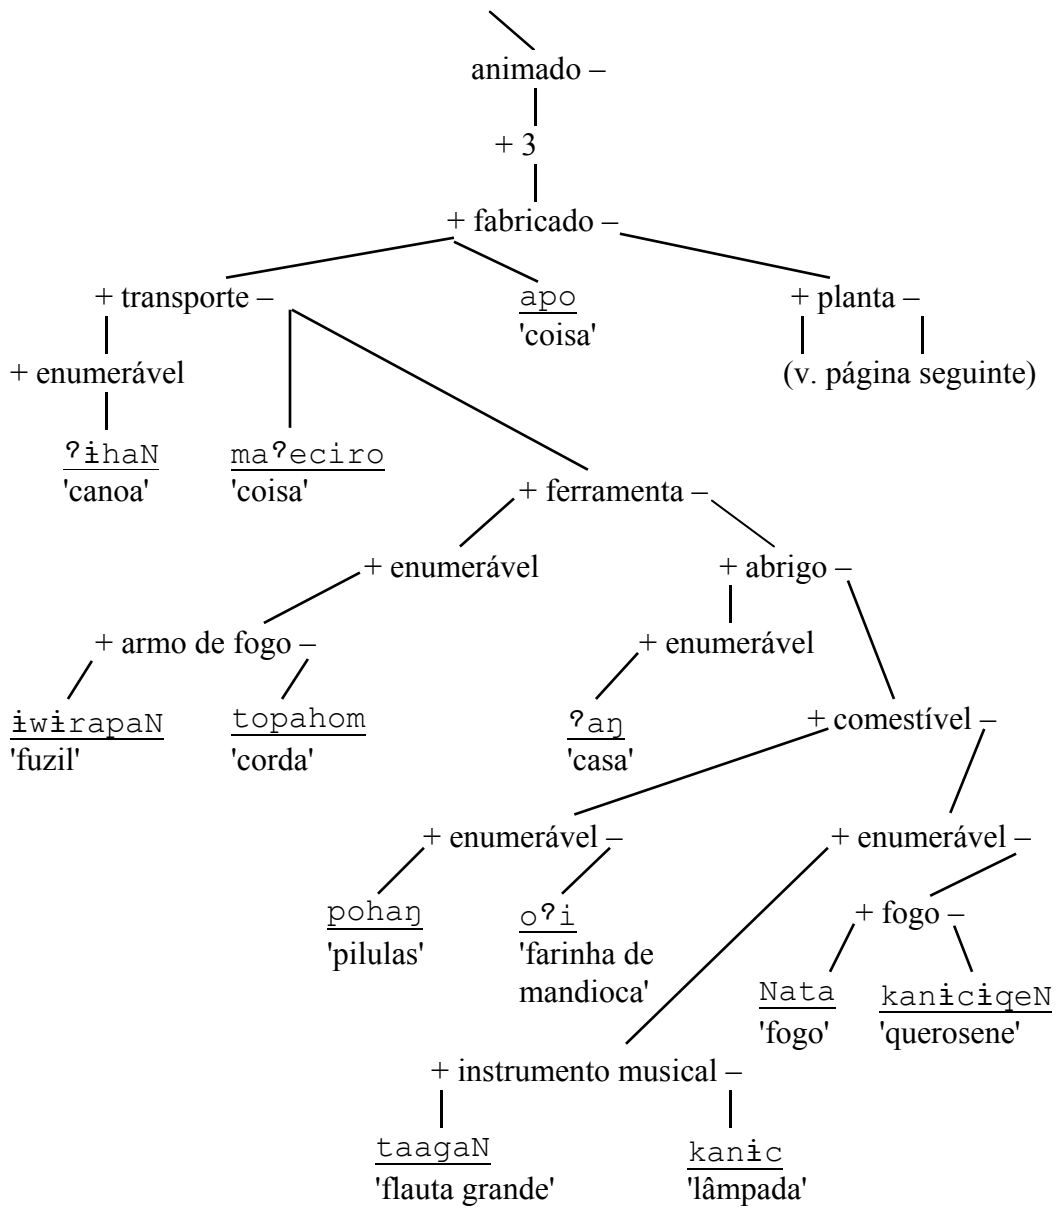 animado –
+ 3
+ fabricado –
+ transporte –
apo
+ planta –
'coisa'
+ enumerável
(v. página seguinte)
ʔɨhaN
maʔeciro
'canoa'
'coisa'
+ ferramenta –
+ enumerável
+ abrigo –
+ armo de fogo –
+ enumerável
ɨwɨrapaN
topahom
ʔaŋ
+ comestível –
'fuzil'
'corda'
'casa'
+ enumerável –
+ enumerável –
pohaŋ
oʔi
+ fogo –
'pilulas'
'farinha de
mandioca'
Nata
kanɨcɨqeN
'fogo'
'querosene'
+ instrumento musical –
taagaN
kanɨc
'flauta grande'
'lâmpada'